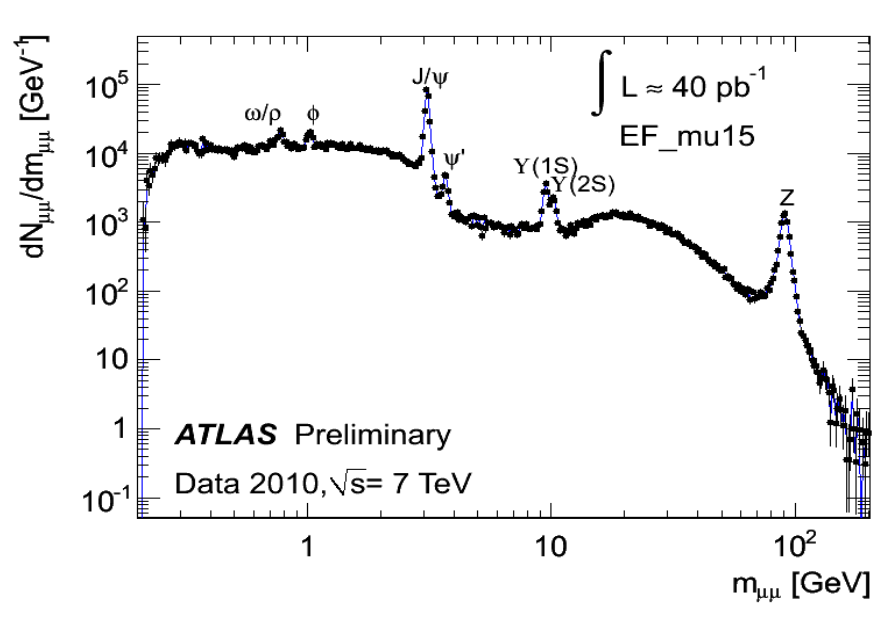 dN_μμ/dm_μμ [GeV⁻¹]
10⁵
10⁴
10³
10²
10
1
10⁻¹
J/ψ
ω/ρ
ϕ
ψ'
Υ(1S)
Υ(2S)
Z
∫ L ≈ 40 pb⁻¹
EF_mu15
ATLAS Preliminary
Data 2010, √s= 7 TeV
1
10
10²
m_μμ [GeV]